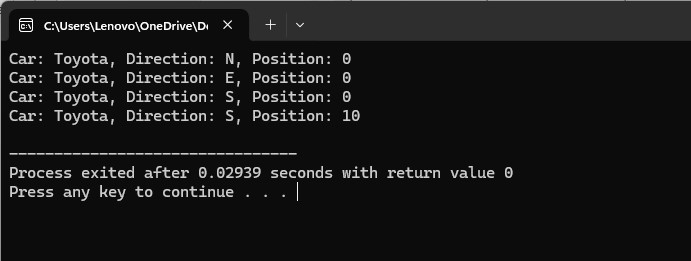 C:\Users\Lenovo\OneDrive\De
Car: Toyota, Direction: N, Position: 0
Car: Toyota, Direction: E, Position: 0
Car: Toyota, Direction: S, Position: 0
Car: Toyota, Direction: S, Position: 10
--------------------------------
Process exited after 0.02939 seconds with return value 0
Press any key to continue . . .